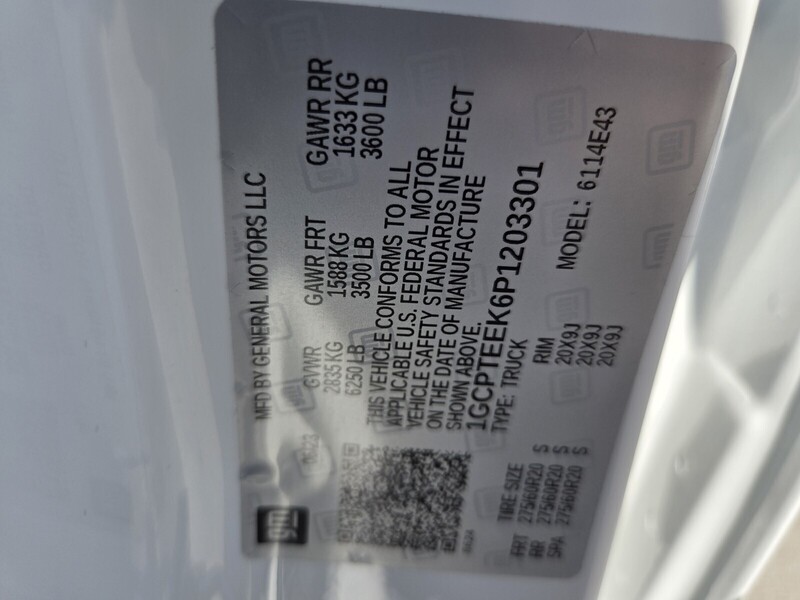 gm
MFD BY GENERAL MOTORS LLC
GVWR GAWR FRT GAWR RR
2835 KG 1588 KG 1633 KG
6250 LB 3500 LB 3600 LB
THIS VEHICLE CONFORMS TO ALL
APPLICABLE U.S. FEDERAL MOTOR
VEHICLE SAFETY STANDARDS IN EFFECT
ON THE DATE OF MANUFACTURE
SHOWN ABOVE.
1GCPTEEK6P1203301
TYPE: TRUCK MODEL: 6114E43
TIRE-SIZE RIM
FRT 275/60R20 S 20X9J
RR 275/60R20 S 20X9J
SPA 275/60R20 S 20X9J